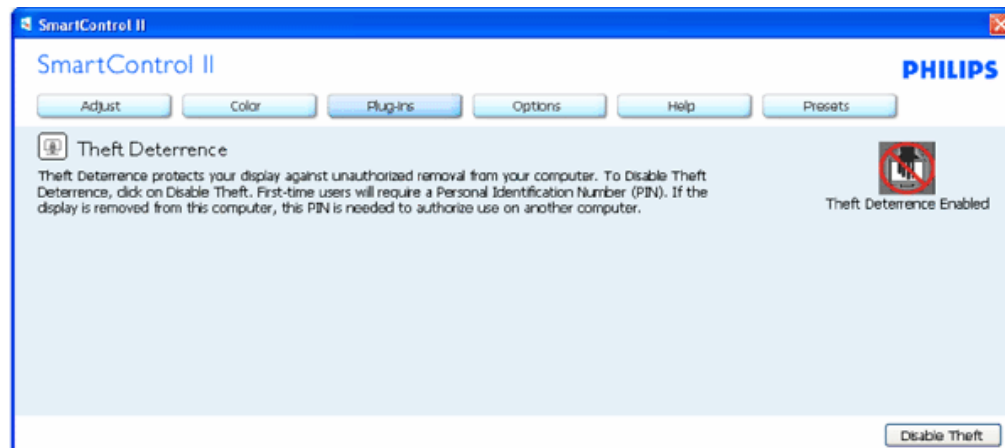 SmartControl II
SmartControl II
PHILIPS
Adjust Color Plug-Ins Options Help Presets
Theft Deterrence
Theft Deterrence protects your display against unauthorized removal from your computer. To Disable Theft
Deterrence, click on Disable Theft. First-time users will require a Personal Identification Number (PIN). If the
display is removed from this computer, this PIN is needed to authorize use on another computer.
Theft Deterrence Enabled
Disable Theft